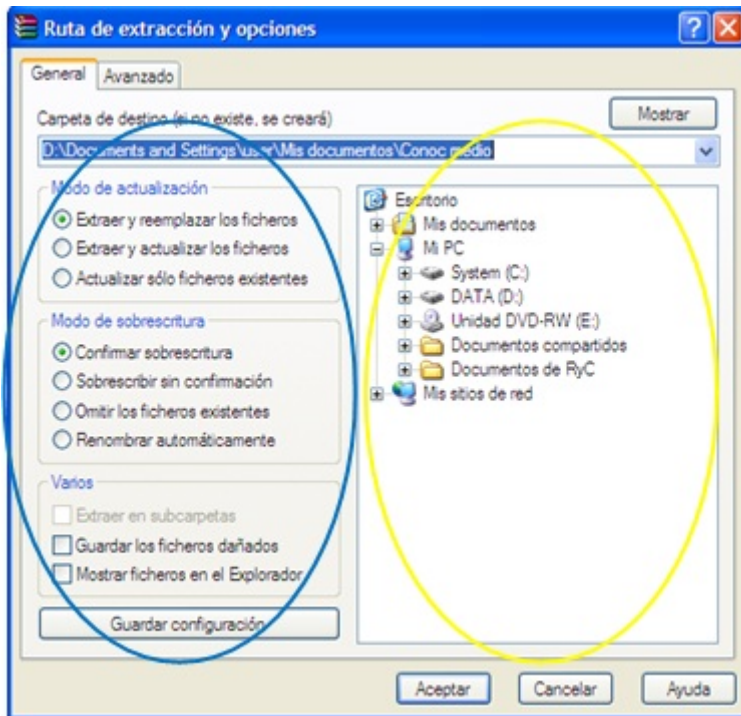 Ruta de extracción y opciones
General Avanzado
Carpeta de destino (si no existe, se creará) Mostrar
D:\Documents and Settings\user\Mis documentos\Conoc medio
Modo de actualización
Extraer y reemplazar los ficheros
Extraer y actualizar los ficheros
Actualizar sólo ficheros existentes
Modo de sobrescritura
Confirmar sobrescritura
Sobrescribir sin confirmación
Omitir los ficheros existentes
Renombrar automáticamente
Varios
Extraer en subcarpetas
Guardar los ficheros dañados
Mostrar ficheros en el Explorador
Guardar configuración
Escritorio
Mis documentos
Mi PC
System (C:)
DATA (D:)
Unidad DVD-RW (E:)
Documentos compartidos
Documentos de RyC
Mis sitios de red
Aceptar Cancelar Ayuda